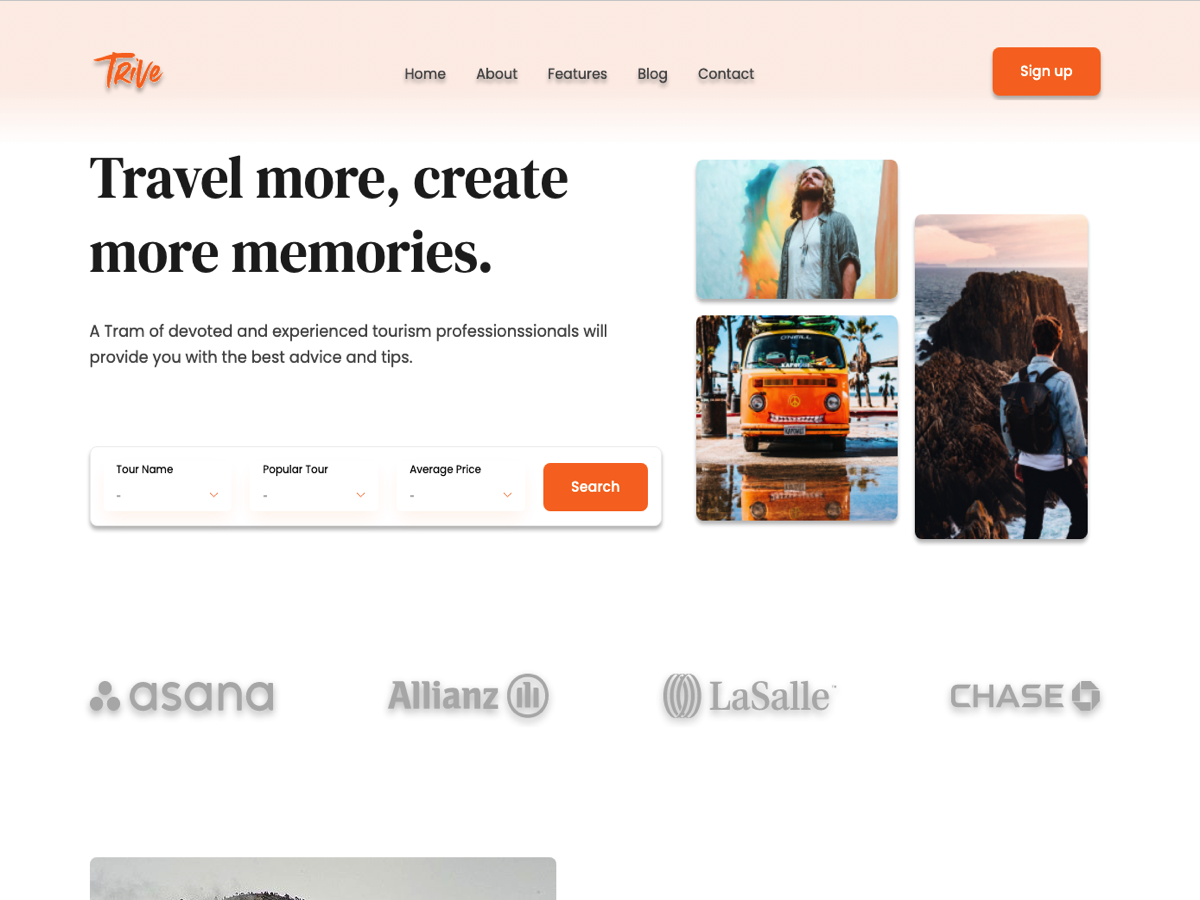 Trive
Home About Features Blog Contact
Sign up
Travel more, create
more memories.
A Tram of devoted and experienced tourism professionssionals will
provide you with the best advice and tips.
Tour Name Popular Tour Average Price
- - -
Search
O'NEILL
asana Allianz LaSalle™ CHASE